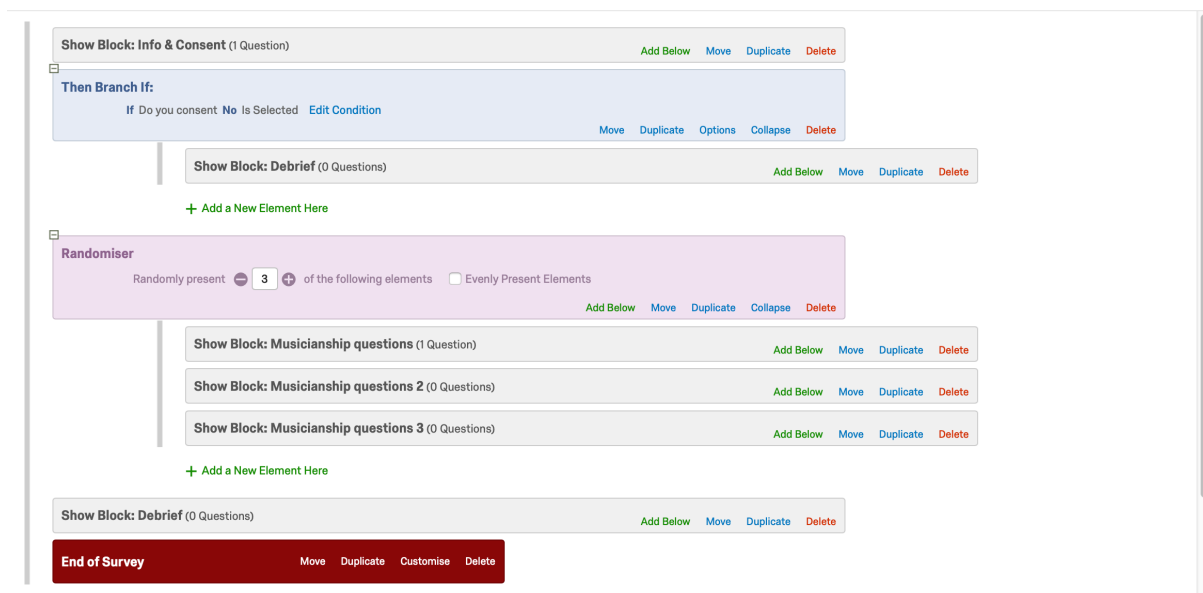 Show Block: Info & Consent (1 Question) Add Below Move Duplicate Delete
Then Branch If:
If Do you consent No Is Selected Edit Condition
Move Duplicate Options Collapse Delete
Show Block: Debrief (0 Questions) Add Below Move Duplicate Delete
+ Add a New Element Here
Randomiser
Randomly present 3 of the following elements Evenly Present Elements
Add Below Move Duplicate Collapse Delete
Show Block: Musicianship questions (1 Question) Add Below Move Duplicate Delete
Show Block: Musicianship questions 2 (0 Questions) Add Below Move Duplicate Delete
Show Block: Musicianship questions 3 (0 Questions) Add Below Move Duplicate Delete
+ Add a New Element Here
Show Block: Debrief (0 Questions) Add Below Move Duplicate Delete
End of Survey Move Duplicate Customise Delete